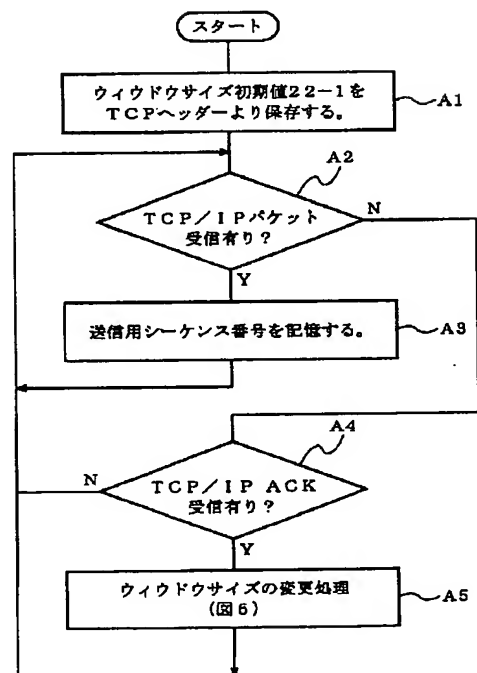 スタート
ウィウドウサイズ初期値22-1を
TCPヘッダーより保存する。
A1
A2
TCP/IPパケット
受信有り?
N
Y
送信用シーケンス番号を記憶する。
A3
A4
N
TCP/IP ACK
受信有り?
Y
ウィウドウサイズの変更処理
(図6)
A5